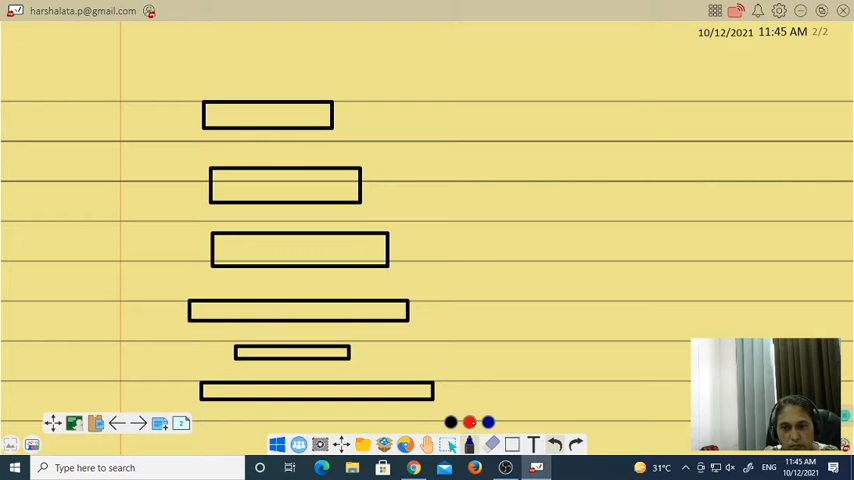 harshalata.p@gmail.com
10/12/2021 11:45 AM 2/2
2
T
Type here to search
31°C
ENG
11:45 AM
10/12/2021